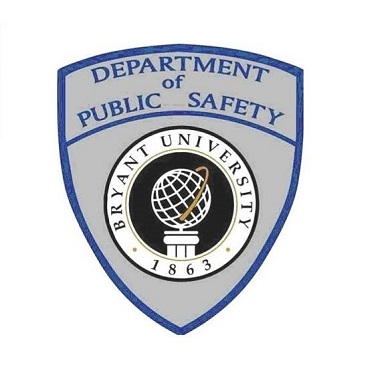 DEPARTMENT
of
PUBLIC SAFETY
BRYANT UNIVERSITY
· 1863 ·